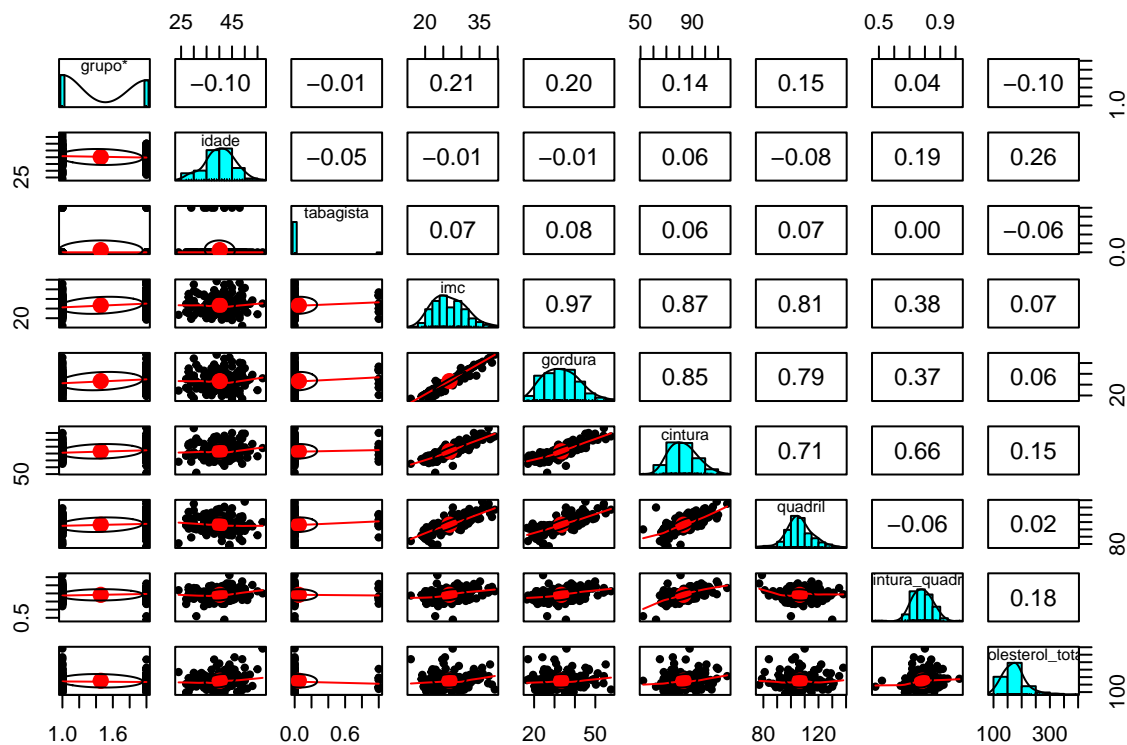 25 45 20 35 50 90 0.5 0.9
grupo*
−0.10 −0.01 0.21 0.20 0.14 0.15 0.04 −0.10
1.0
idade
−0.05 −0.01 −0.01 0.06 −0.08 0.19 0.26
25
tabagista
0.07 0.08 0.06 0.07 0.00 −0.06
0.0
imc
0.97 0.87 0.81 0.38 0.07
20
gordura
0.85 0.79 0.37 0.06
20
cintura
0.71 0.66 0.15
50
quadril
−0.06 0.02
80
intura_quadr
0.18
0.5
olesterol_tota
100
1.0 1.6 0.0 0.6 20 50 80 120 100 300